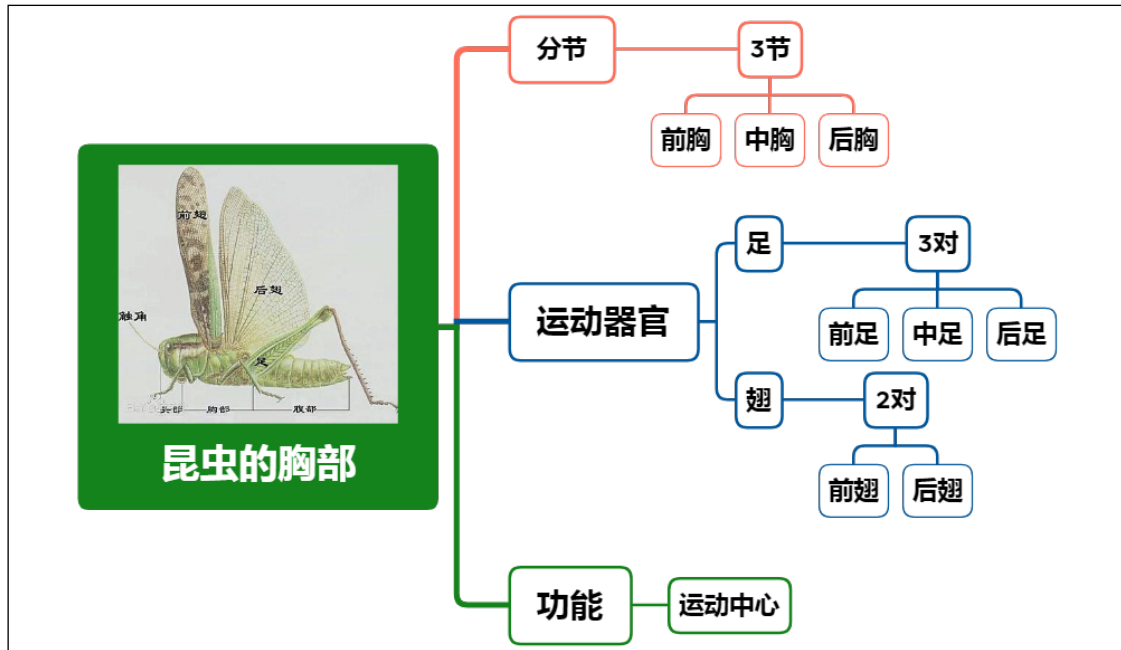 分节
3节
前胸
中胸
后胸
前翅
后翅
触角
足
头部
胸部
腹部
昆虫的胸部
运动器官
足
3对
前足
中足
后足
翅
2对
前翅
后翅
功能
运动中心